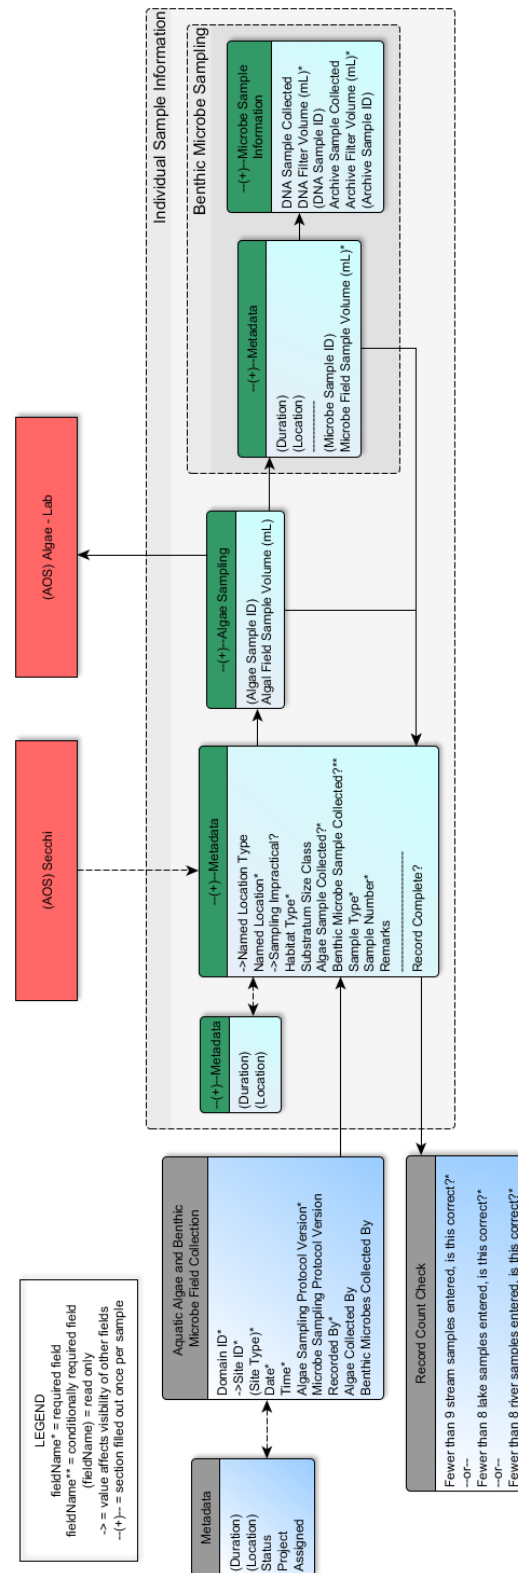 LEGEND
fieldName* = required field
fieldName** = conditionally required field
(fieldName) = read only
-> = value affects visibility of other fields
--(+)-- = section filled out once per sample
Metadata
(Duration)
(Location)
Status
Project
Assigned
Aquatic Algae and Benthic
Microbe Field Collection
Domain ID*
->Site ID*
(Site Type)*
Date*
Time*
Algae Sampling Protocol Version*
Microbe Sampling Protocol Version
Recorded By*
Algae Collected By
Benthic Microbes Collected By
Record Count Check
Fewer than 9 stream samples entered, is this correct?*
--or--
Fewer than 8 lake samples entered, is this correct?*
--or--
Fewer than 8 river samples entered, is this correct?*
(AOS) Secchi
(AOS) Algae - Lab
Individual Sample Information
--(+)--Metadata
(Duration)
(Location)
--(+)--Metadata
->Named Location Type
Named Location*
->Sampling Impractical?
Habitat Type*
Substratum Size Class
Algae Sample Collected?*
Benthic Microbe Sample Collected?**
Sample Type*
Sample Number*
Remarks
--------------------
Record Complete?
--(+)--Algae Sampling
(Algae Sample ID)
Algal Field Sample Volume (mL)
Benthic Microbe Sampling
--(+)--Metadata
(Duration)
(Location)
--------------
(Microbe Sample ID)
Microbe Field Sample Volume (mL)*
--(+)--Microbe Sample
Information
DNA Sample Collected
DNA Filter Volume (mL)*
(DNA Sample ID)
Archive Sample Collected
Archive Filter Volume (mL)*
(Archive Sample ID)